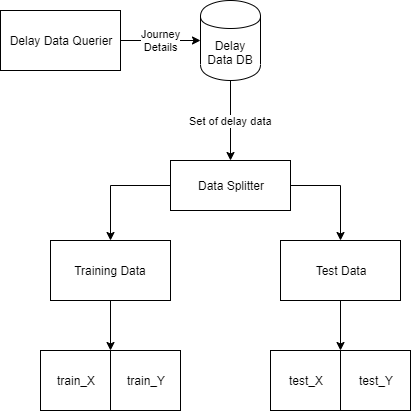 Delay Data Querier
Journey
Details
Delay
Data DB
Set of delay data
Data Splitter
Training Data
Test Data
train_X
train_Y
test_X
test_Y